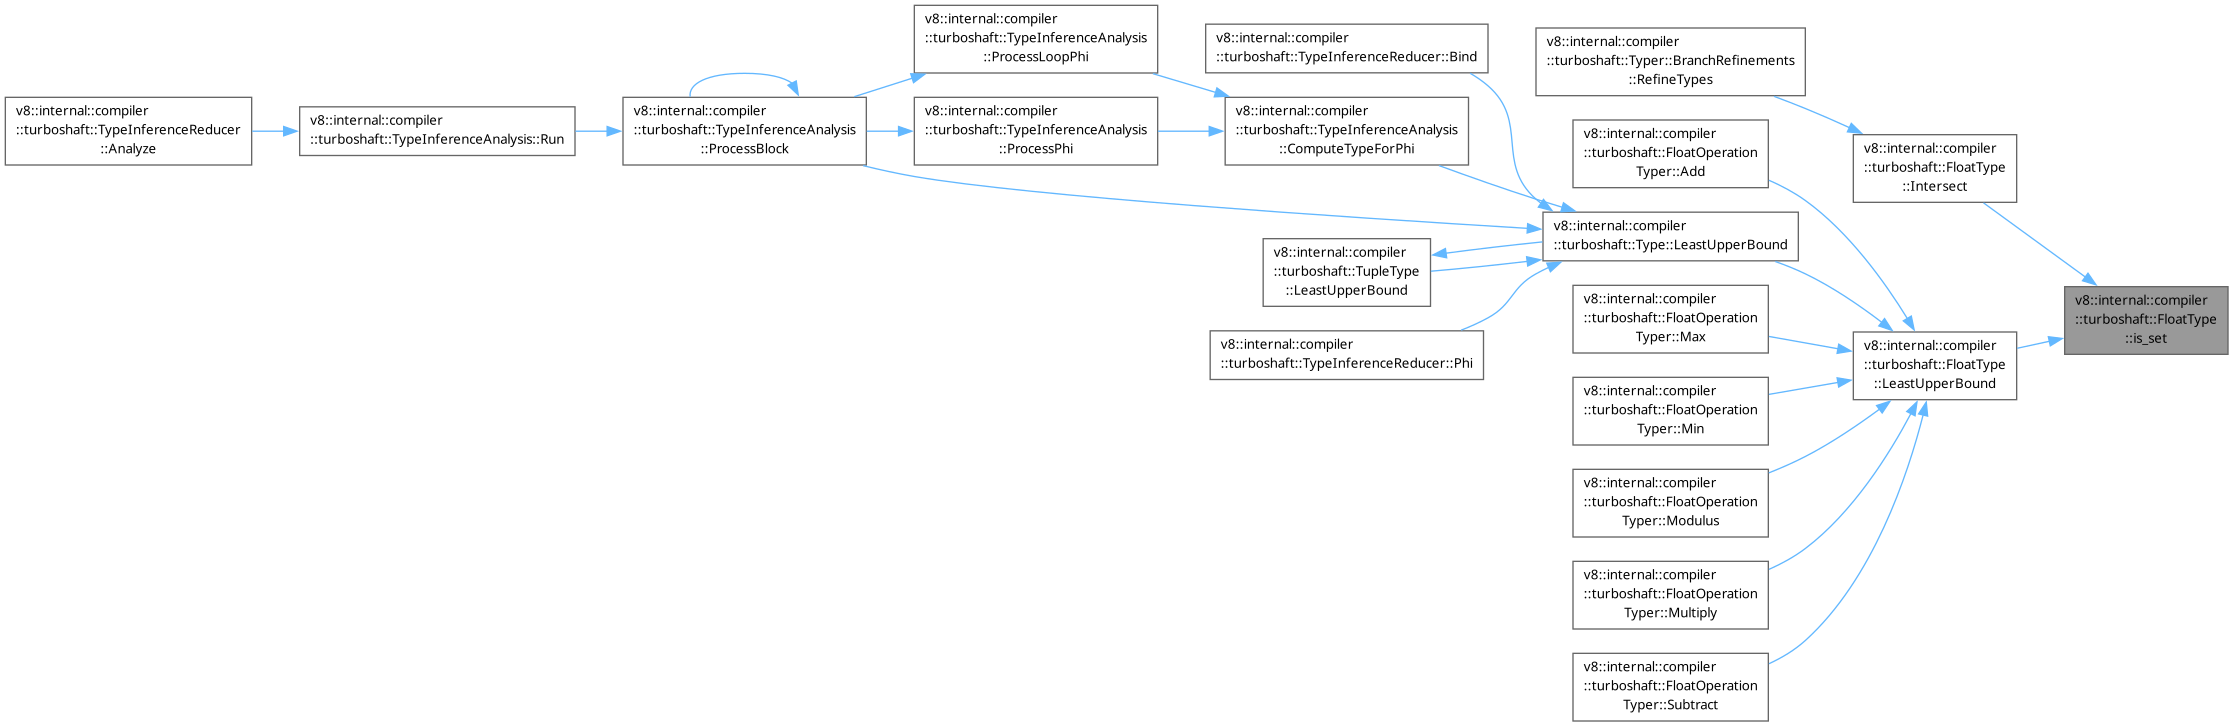 v8::internal::compiler
::turboshaft::TypeInferenceReducer
::Analyze
v8::internal::compiler
::turboshaft::TypeInferenceAnalysis::Run
v8::internal::compiler
::turboshaft::TypeInferenceAnalysis
::ProcessBlock
v8::internal::compiler
::turboshaft::TypeInferenceAnalysis
::ProcessLoopPhi
v8::internal::compiler
::turboshaft::TypeInferenceAnalysis
::ProcessPhi
v8::internal::compiler
::turboshaft::TypeInferenceReducer::Bind
v8::internal::compiler
::turboshaft::TypeInferenceAnalysis
::ComputeTypeForPhi
v8::internal::compiler
::turboshaft::TupleType
::LeastUpperBound
v8::internal::compiler
::turboshaft::TypeInferenceReducer::Phi
v8::internal::compiler
::turboshaft::Typer::BranchRefinements
::RefineTypes
v8::internal::compiler
::turboshaft::FloatOperation
Typer::Add
v8::internal::compiler
::turboshaft::Type::LeastUpperBound
v8::internal::compiler
::turboshaft::FloatOperation
Typer::Max
v8::internal::compiler
::turboshaft::FloatOperation
Typer::Min
v8::internal::compiler
::turboshaft::FloatOperation
Typer::Modulus
v8::internal::compiler
::turboshaft::FloatOperation
Typer::Multiply
v8::internal::compiler
::turboshaft::FloatOperation
Typer::Subtract
v8::internal::compiler
::turboshaft::FloatType
::Intersect
v8::internal::compiler
::turboshaft::FloatType
::LeastUpperBound
v8::internal::compiler
::turboshaft::FloatType
::is_set